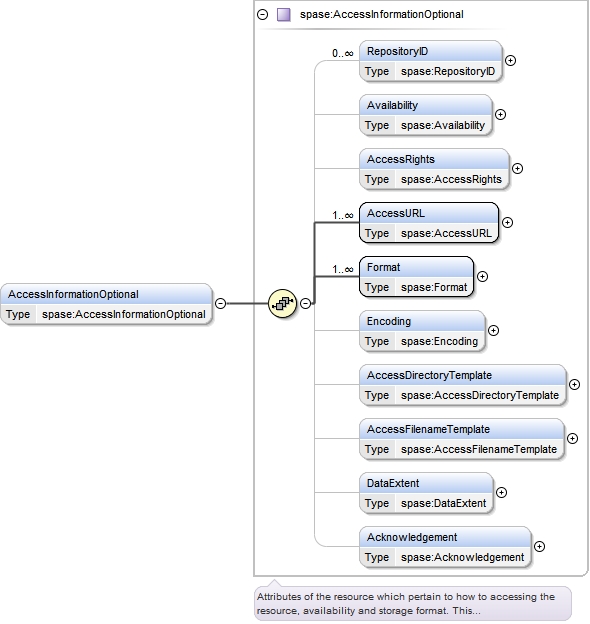 spase:AccessInformationOptional
0..∞
RepositoryID
Type spase:RepositoryID
Availability
Type spase:Availability
AccessRights
Type spase:AccessRights
1..∞
AccessURL
Type spase:AccessURL
1..∞
Format
Type spase:Format
AccessInformationOptional
Type spase:AccessInformationOptional
Encoding
Type spase:Encoding
AccessDirectoryTemplate
Type spase:AccessDirectoryTemplate
AccessFilenameTemplate
Type spase:AccessFilenameTemplate
DataExtent
Type spase:DataExtent
Acknowledgement
Type spase:Acknowledgement
Attributes of the resource which pertain to how to accessing the
resource, availability and storage format. This...